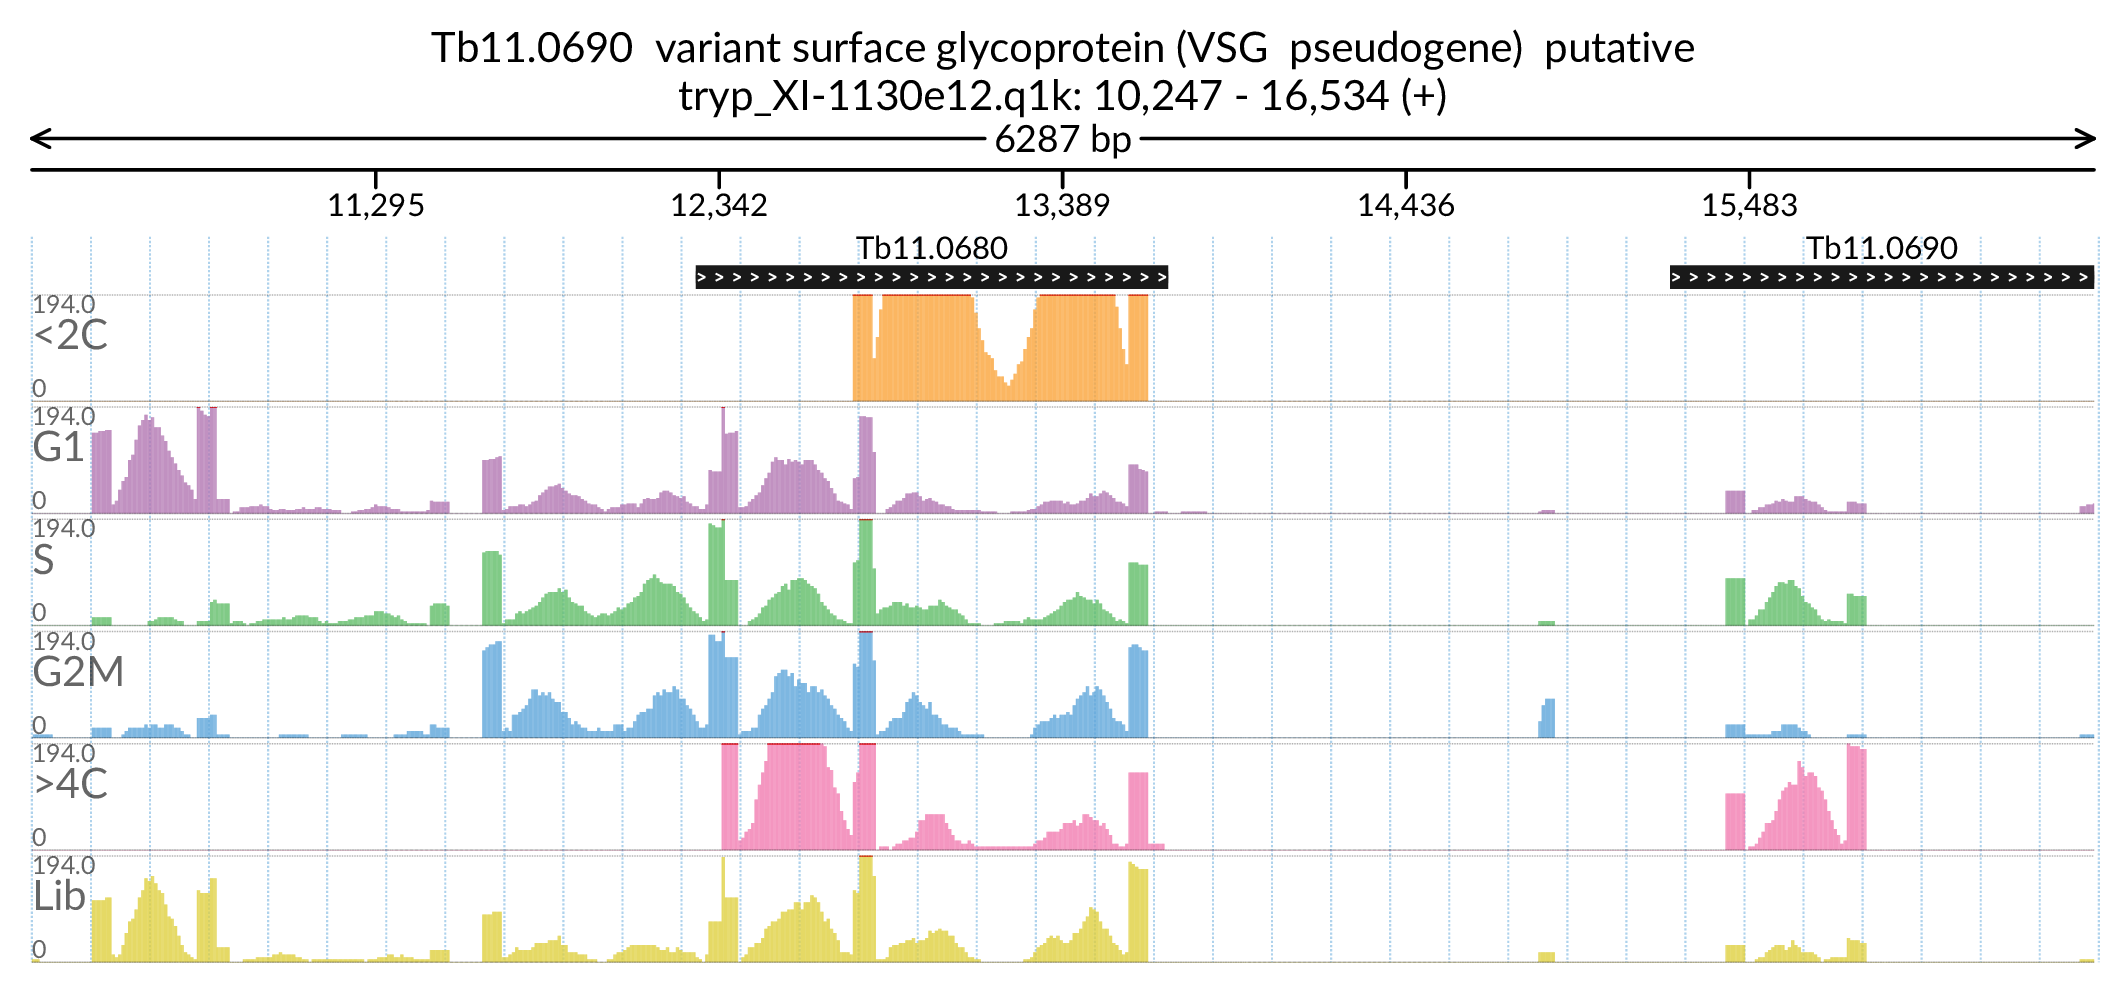 Tb11.0690 variant surface glycoprotein (VSG pseudogene) putative
tryp_XI-1130e12.q1k: 10,247 - 16,534 (+)
6287 bp
11,295 12,342 13,389 14,436 15,483
Tb11.0680 Tb11.0690
194.0
<2C
0
194.0
G1
0
194.0
S
0
194.0
G2M
0
194.0
>4C
0
194.0
Lib
0